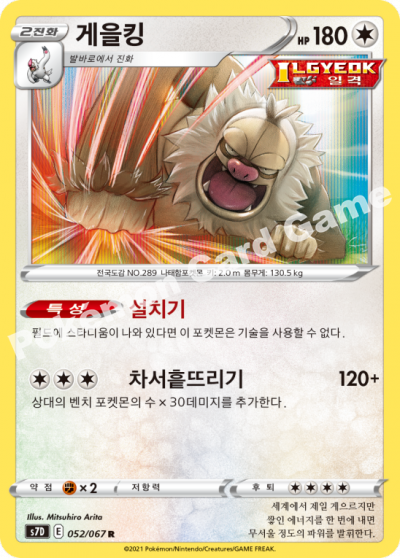 2진화
게을킹
HP 180
발바로에서 진화
ILGYEOK
일격
전국도감 NO.289 나태함포켓몬 키: 2.0 m 몸무게: 130.5 kg
특성 설치기
필드에 스타디움이 나와 있다면 이 포켓몬은 기술을 사용할 수 없다.
차서흩뜨리기 120+
상대의 벤치 포켓몬의 수 × 30데미지를 추가한다.
약점 × 2 저항력 후퇴
Illus. Mitsuhiro Arita
s7D E 052/067 R
세계에서 제일 게으르지만
쌓인 에너지를 한 번에 내면
무서울 정도의 파워를 발휘한다.
©2021 Pokémon/Nintendo/Creatures/GAME FREAK.
Pokémon Card Game